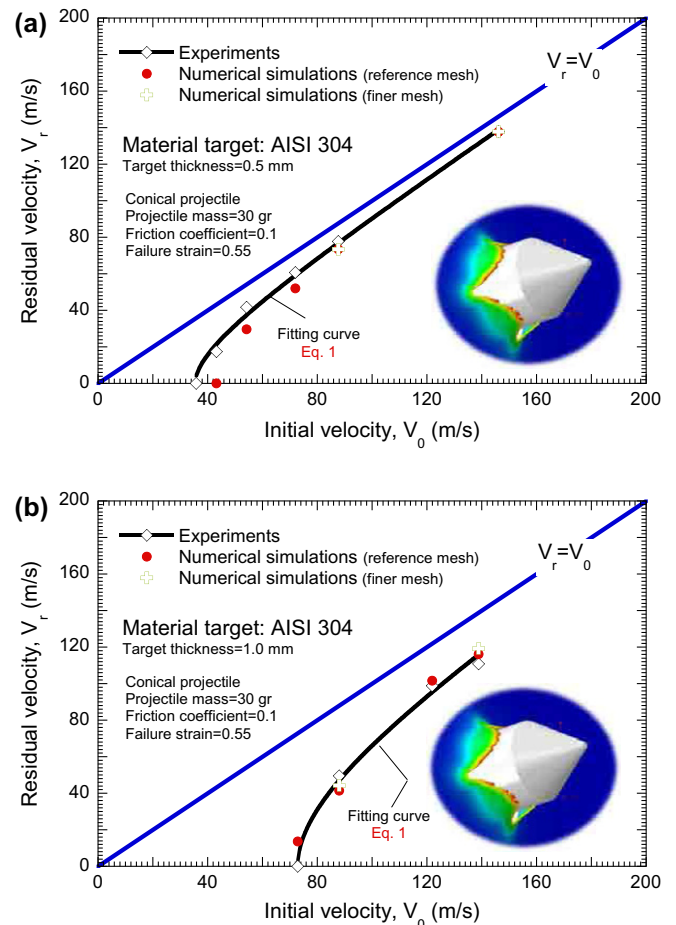 (a)
200
160
120
80
40
0
Residual velocity, V_r (m/s)
Experiments
Numerical simulations (reference mesh)
Numerical simulations (finer mesh)
V_r=V_0
Material target: AISI 304
Target thickness=0.5 mm
Conical projectile
Projectile mass=30 gr
Friction coefficient=0.1
Failure strain=0.55
Fitting curve
Eq. 1
0 40 80 120 160 200
Initial velocity, V_0 (m/s)
(b)
200
160
120
80
40
0
Residual velocity, V_r (m/s)
Experiments
Numerical simulations (reference mesh)
Numerical simulations (finer mesh)
V_r=V_0
Material target: AISI 304
Target thickness=1.0 mm
Conical projectile
Projectile mass=30 gr
Friction coefficient=0.1
Failure strain=0.55
Fitting curve
Eq. 1
0 40 80 120 160 200
Initial velocity, V_0 (m/s)